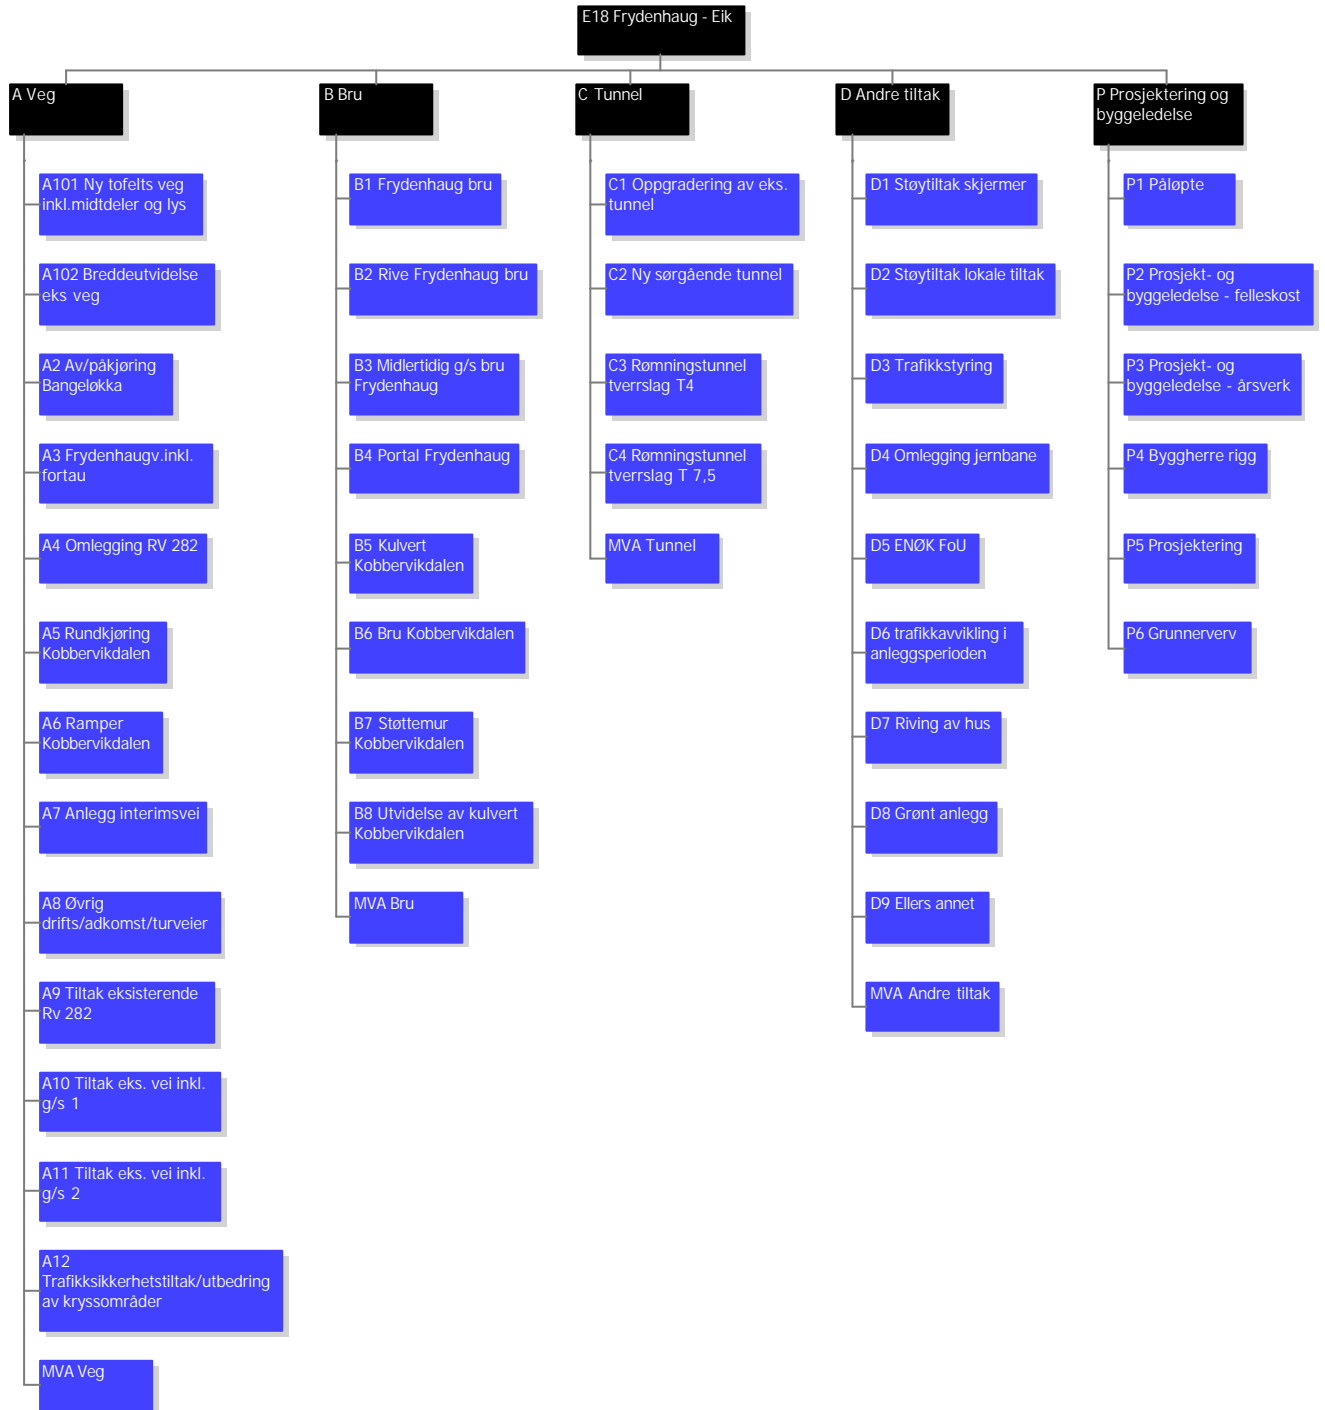 E18 Frydenhaug - Eik
A Veg
A101 Ny tofelts veg
inkl.midtdeler og lys
A102 Breddeutvidelse
eks veg
A2 Av/påkjøring
Bangeløkka
A3 Frydenhaugv.inkl.
fortau
A4 Omlegging RV 282
A5 Rundkjøring
Kobbervikdalen
A6 Ramper
Kobbervikdalen
A7 Anlegg interimsvei
A8 Øvrig
drifts/adkomst/turveier
A9 Tiltak eksisterende
Rv 282
A10 Tiltak eks. vei inkl.
g/s 1
A11 Tiltak eks. vei inkl.
g/s 2
A12
Trafikksikkerhetstiltak/utbedring
av kryssområder
MVA Veg
B Bru
B1 Frydenhaug bru
B2 Rive Frydenhaug bru
B3 Midlertidig g/s bru
Frydenhaug
B4 Portal Frydenhaug
B5 Kulvert
Kobbervikdalen
B6 Bru Kobbervikdalen
B7 Støttemur
Kobbervikdalen
B8 Utvidelse av kulvert
Kobbervikdalen
MVA Bru
C Tunnel
C1 Oppgradering av eks.
tunnel
C2 Ny sørgående tunnel
C3 Rømningstunnel
tverrslag T4
C4 Rømningstunnel
tverrslag T 7,5
MVA Tunnel
D Andre tiltak
D1 Støytiltak skjermer
D2 Støytiltak lokale tiltak
D3 Trafikkstyring
D4 Omlegging jernbane
D5 ENØK FoU
D6 trafikkavvikling i
anleggsperioden
D7 Riving av hus
D8 Grønt anlegg
D9 Ellers annet
MVA Andre tiltak
P Prosjektering og
byggeledelse
P1 Påløpte
P2 Prosjekt- og
byggeledelse - felleskost
P3 Prosjekt- og
byggeledelse - årsverk
P4 Byggherre rigg
P5 Prosjektering
P6 Grunnerverv